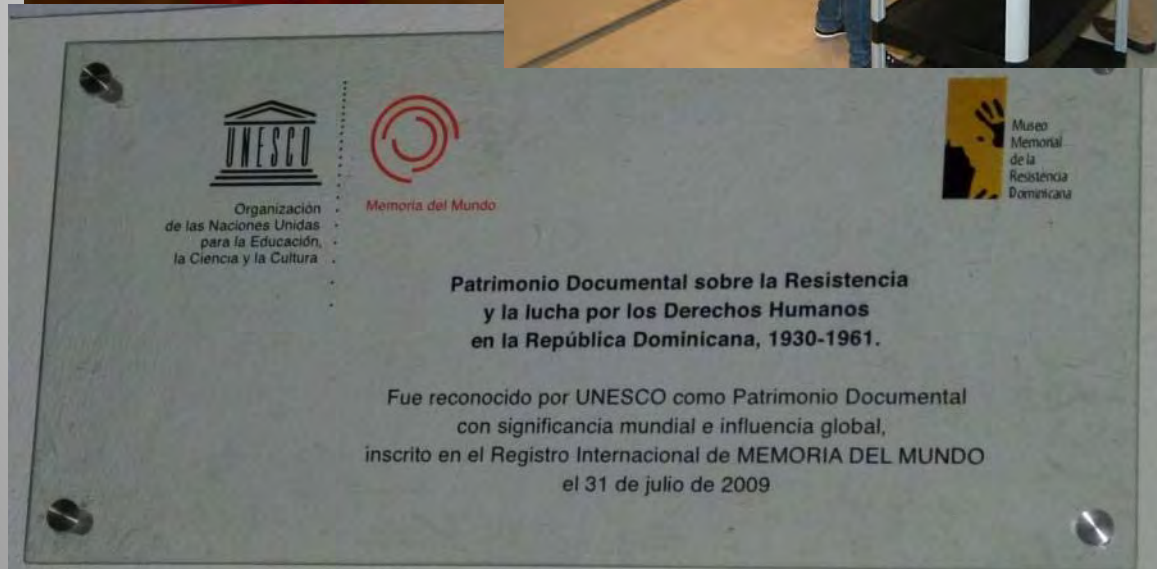 UNESCO
Organización
de las Naciones Unidas
para la Educación,
la Ciencia y la Cultura
Memoria del Mundo
Museo
Memorial
de la
Resistencia
Dominicana
Patrimonio Documental sobre la Resistencia
y la lucha por los Derechos Humanos
en la República Dominicana, 1930-1961.
Fue reconocido por UNESCO como Patrimonio Documental
con significancia mundial e influencia global,
inscrito en el Registro Internacional de MEMORIA DEL MUNDO
el 31 de julio de 2009